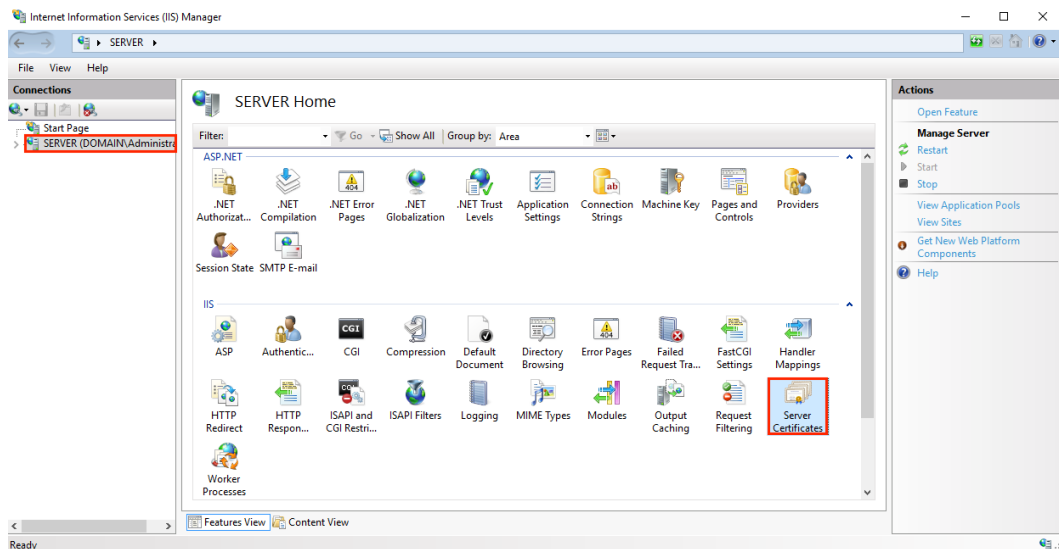 Internet Information Services (IIS) Manager
SERVER
File View Help
Connections
Start Page
SERVER (DOMAIN\Administra
SERVER Home
Filter: Go Show All Group by: Area
ASP.NET
.NET Authorizat...
.NET Compilation
.NET Error Pages
.NET Globalization
.NET Trust Levels
Application Settings
Connection Strings
Machine Key
Pages and Controls
Providers
Session State
SMTP E-mail
IIS
ASP
Authentic...
CGI
Compression
Default Document
Directory Browsing
Error Pages
Failed Request Tra...
FastCGI Settings
Handler Mappings
HTTP Redirect
HTTP Respon...
ISAPI and CGI Restri...
ISAPI Filters
Logging
MIME Types
Modules
Output Caching
Request Filtering
Server Certificates
Worker Processes
Features View Content View
Actions
Open Feature
Manage Server
Restart
Start
Stop
View Application Pools
View Sites
Get New Web Platform
Components
Help
Ready